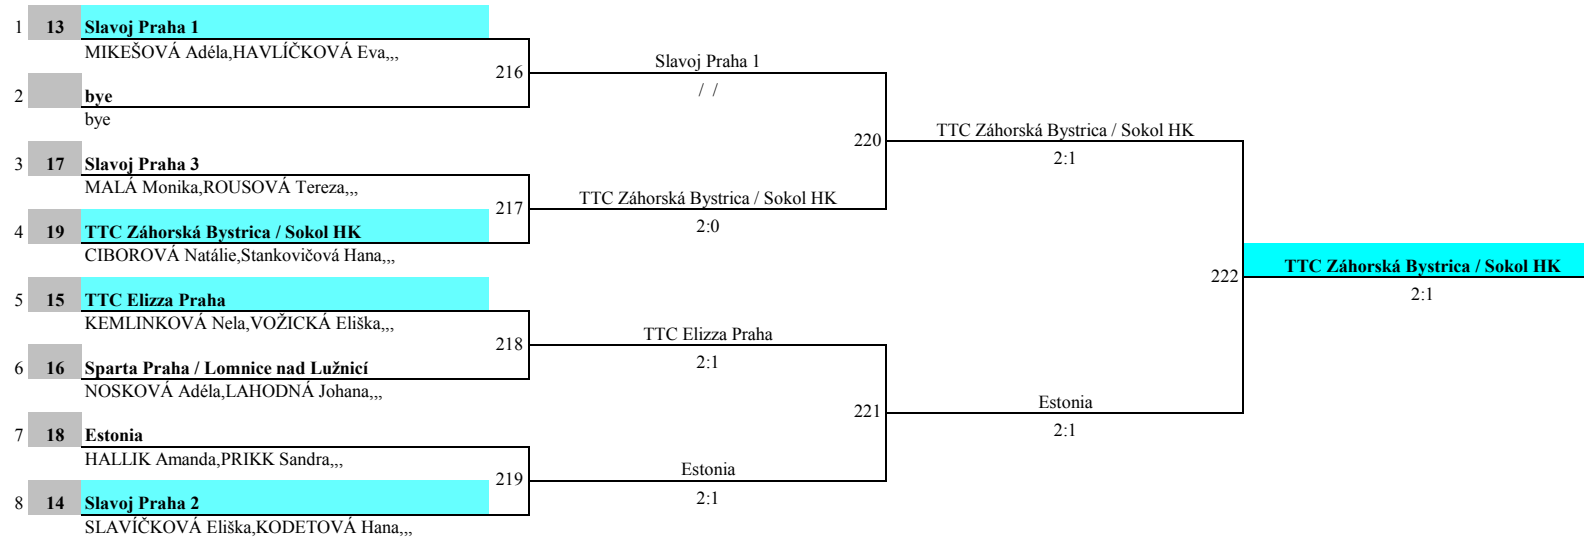 1 13 Slavoj Praha 1
MIKEŠOVÁ Adéla,HAVLÍČKOVÁ Eva,,,
216
Slavoj Praha 1
/ /
2 bye
bye
220
TTC Záhorská Bystrica / Sokol HK
2:1
3 17 Slavoj Praha 3
MALÁ Monika,ROUSOVÁ Tereza,,,
217
TTC Záhorská Bystrica / Sokol HK
2:0
4 19 TTC Záhorská Bystrica / Sokol HK
CIBOROVÁ Natálie,Stankovičová Hana,,,
222
TTC Záhorská Bystrica / Sokol HK
2:1
5 15 TTC Elizza Praha
KEMLINKOVÁ Nela,VOŽICKÁ Eliška,,,
218
TTC Elizza Praha
2:1
6 16 Sparta Praha / Lomnice nad Lužnicí
NOSKOVÁ Adéla,LAHODNÁ Johana,,,
221
Estonia
2:1
7 18 Estonia
HALLIK Amanda,PRIKK Sandra,,,
219
Estonia
2:1
8 14 Slavoj Praha 2
SLAVÍČKOVÁ Eliška,KODETOVÁ Hana,,,